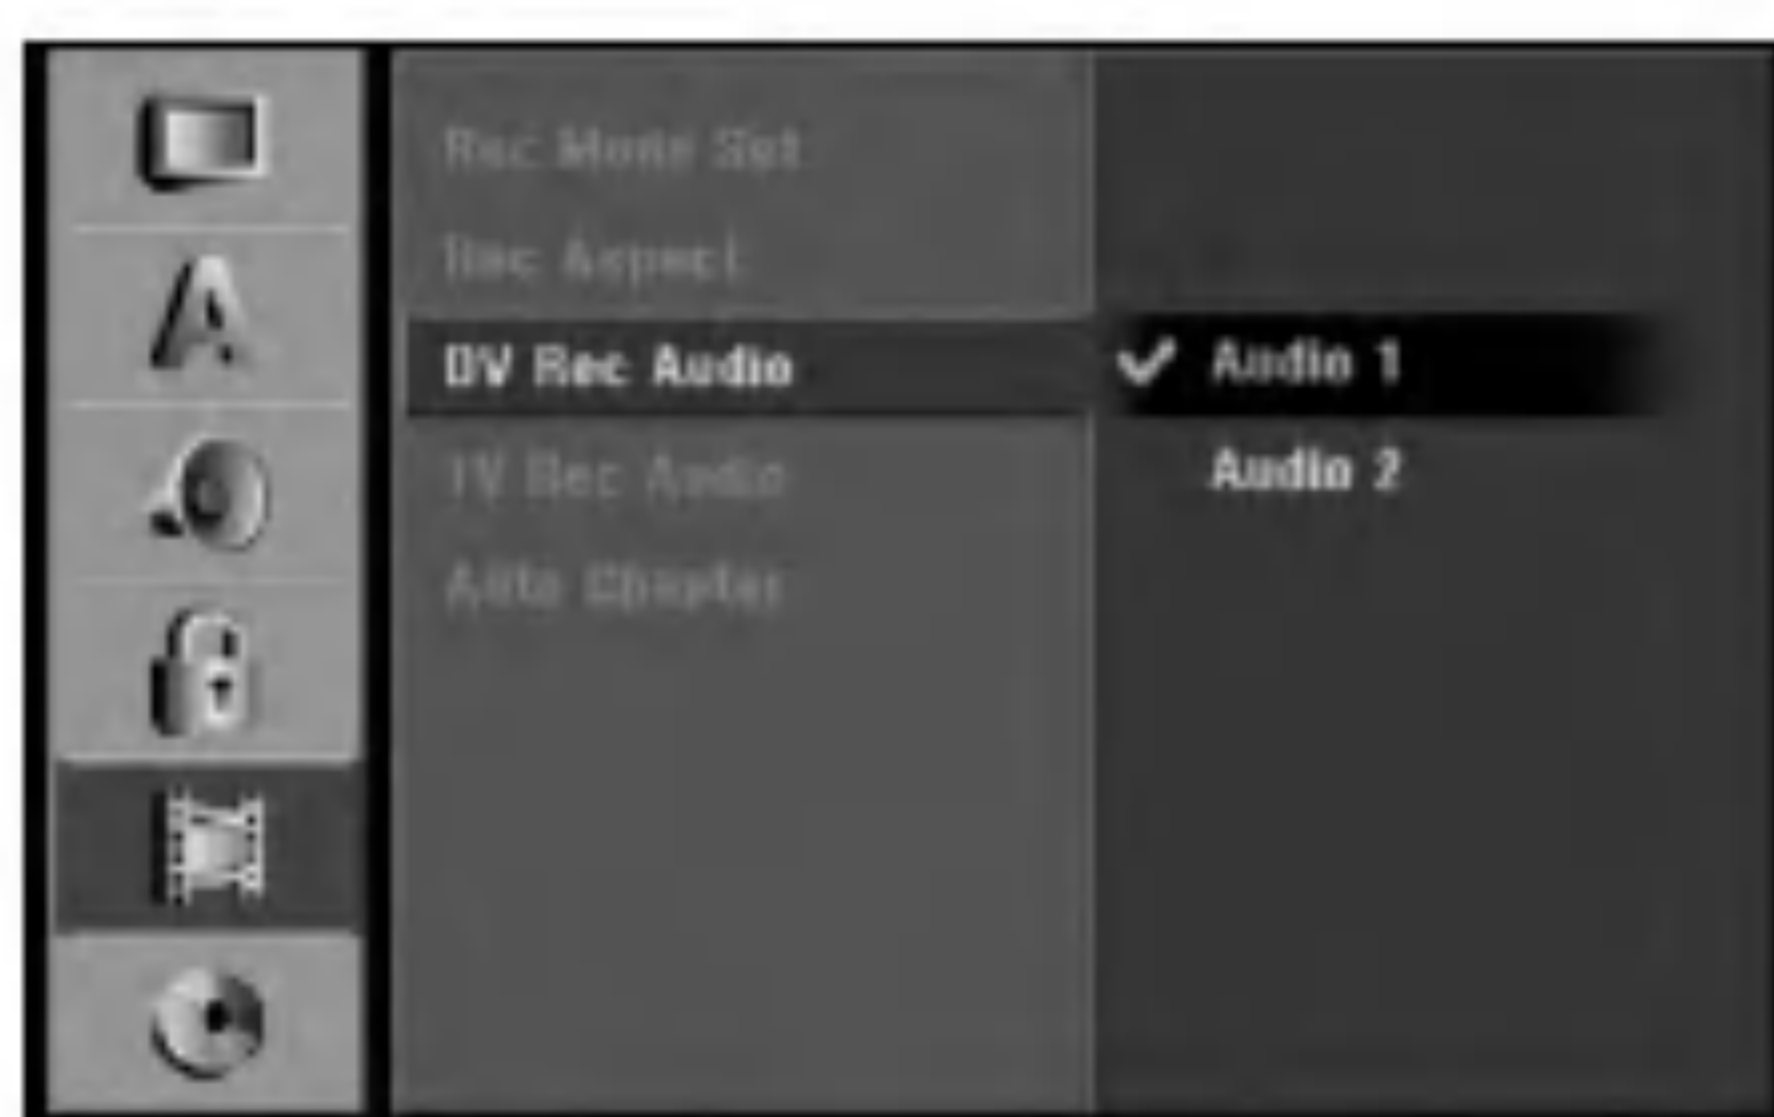 Rec Mode Set
Rec Aspect
DV Rec Audio
Audio 1
TV Rec Audio
Audio 2
Auto Chapter